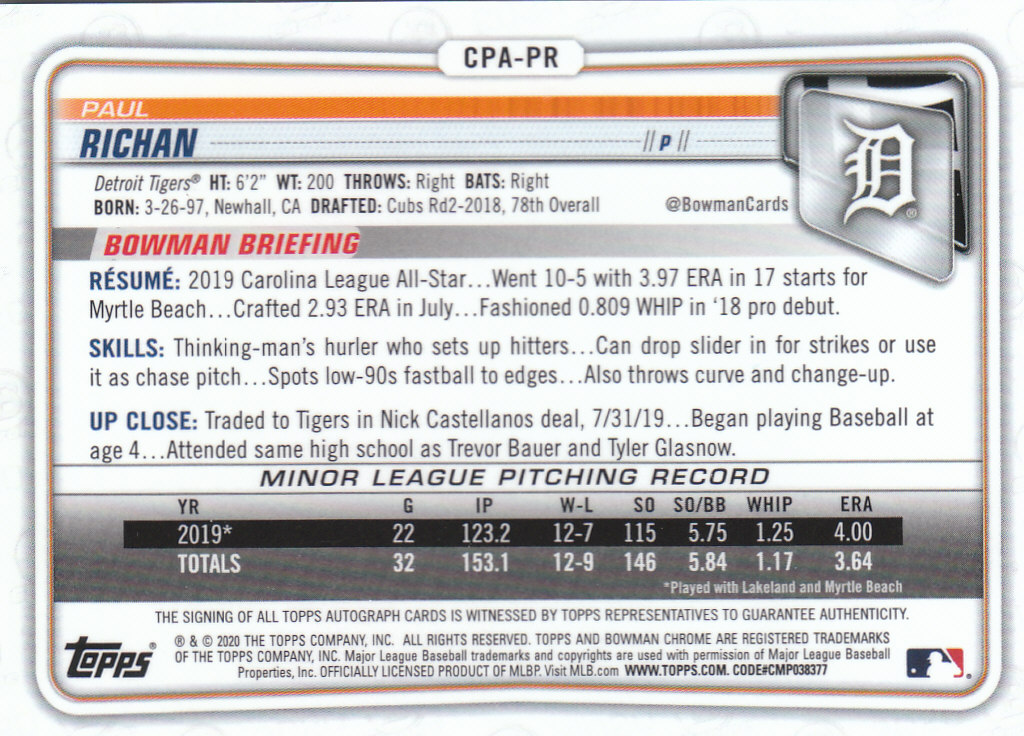 CPA-PR
PAUL
RICHAN // P //
Detroit Tigers® HT: 6'2" WT: 200 THROWS: Right BATS: Right
BORN: 3-26-97, Newhall, CA DRAFTED: Cubs Rd2-2018, 78th Overall @BowmanCards
D®
BOWMAN BRIEFING
RÉSUMÉ: 2019 Carolina League All-Star...Went 10-5 with 3.97 ERA in 17 starts for
Myrtle Beach...Crafted 2.93 ERA in July...Fashioned 0.809 WHIP in '18 pro debut.
SKILLS: Thinking-man's hurler who sets up hitters...Can drop slider in for strikes or use
it as chase pitch...Spots low-90s fastball to edges...Also throws curve and change-up.
UP CLOSE: Traded to Tigers in Nick Castellanos deal, 7/31/19...Began playing Baseball at
age 4...Attended same high school as Trevor Bauer and Tyler Glasnow.
MINOR LEAGUE PITCHING RECORD
YR G IP W-L SO SO/BB WHIP ERA
2019* 22 123.2 12-7 115 5.75 1.25 4.00
TOTALS 32 153.1 12-9 146 5.84 1.17 3.64
*Played with Lakeland and Myrtle Beach
THE SIGNING OF ALL TOPPS AUTOGRAPH CARDS IS WITNESSED BY TOPPS REPRESENTATIVES TO GUARANTEE AUTHENTICITY.
topps®
® & © 2020 THE TOPPS COMPANY, INC. ALL RIGHTS RESERVED. TOPPS AND BOWMAN CHROME ARE REGISTERED TRADEMARKS
OF THE TOPPS COMPANY, INC. Major League Baseball trademarks and copyrights are used with permission of Major League Baseball
Properties, Inc. OFFICIALLY LICENSED PRODUCT OF MLBP. Visit MLB.com WWW.TOPPS.COM. CODE#CMP038377